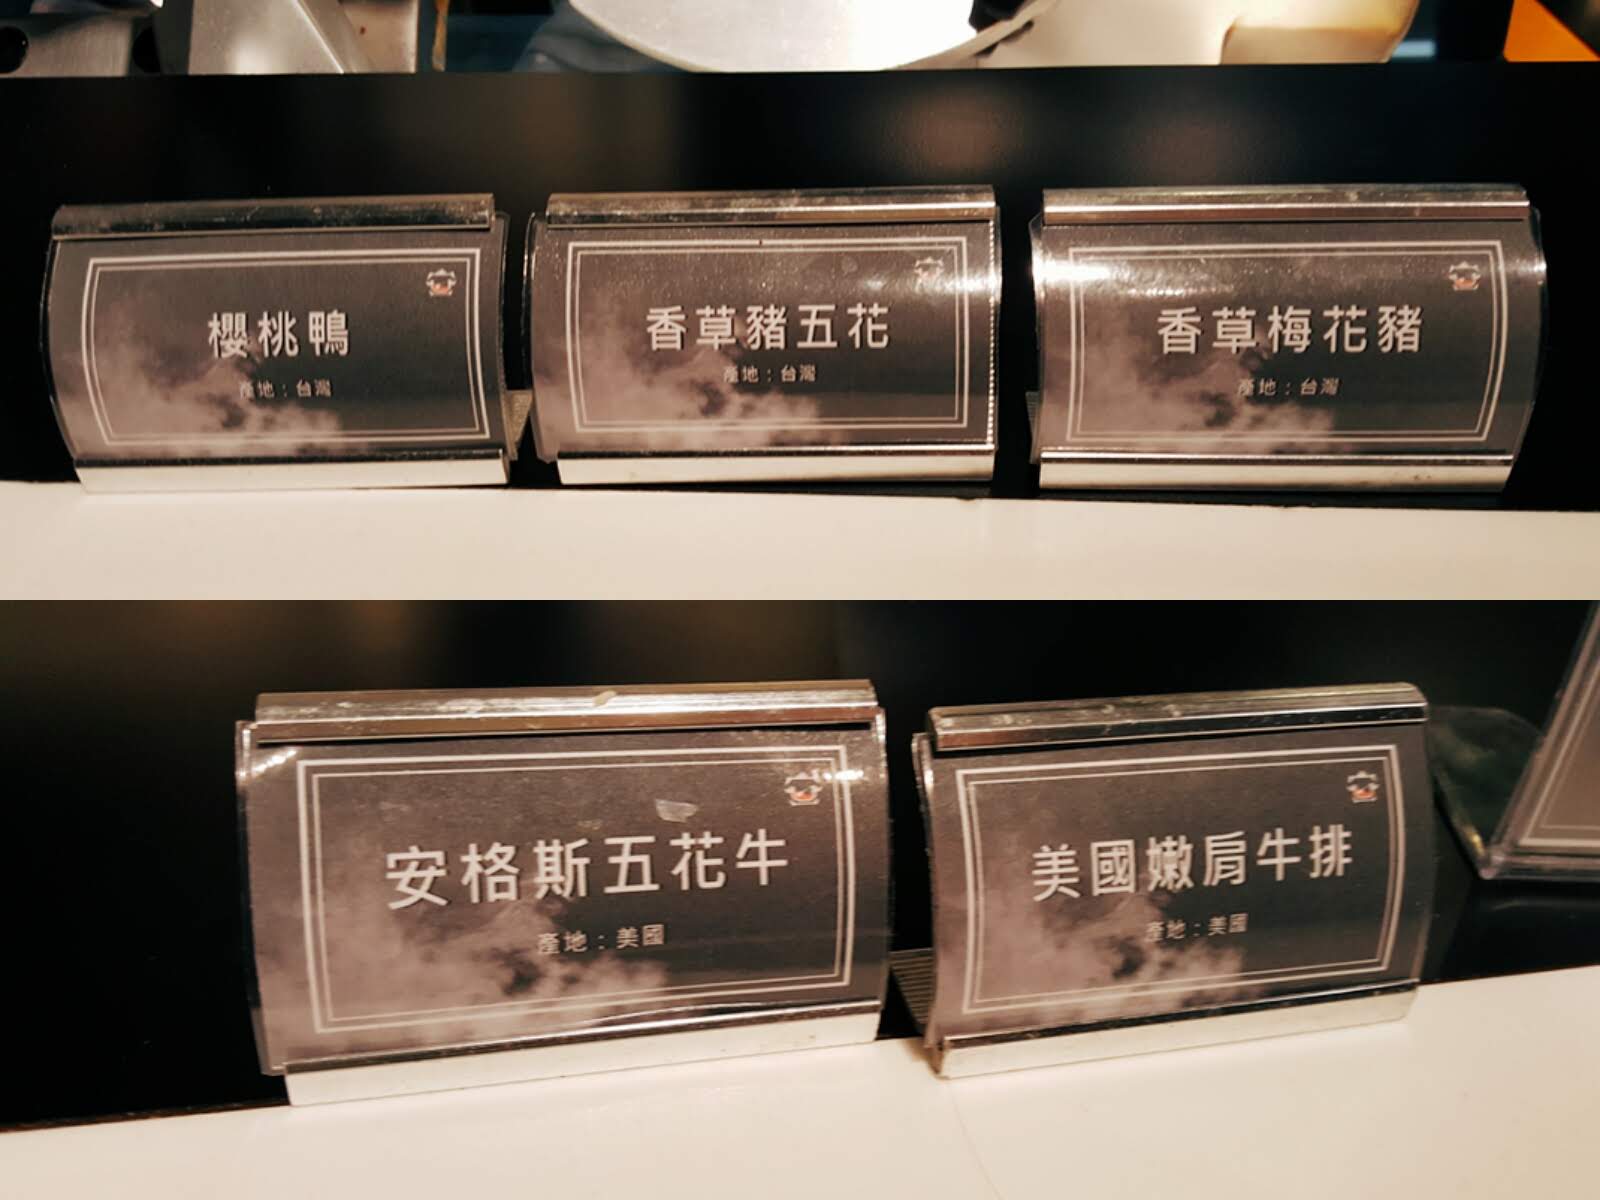 櫻桃鴨
產地：台灣
香草豬五花
產地：台灣
香草梅花豬
產地：台灣
安格斯五花牛
產地：美國
美國嫩肩牛排
產地：美國